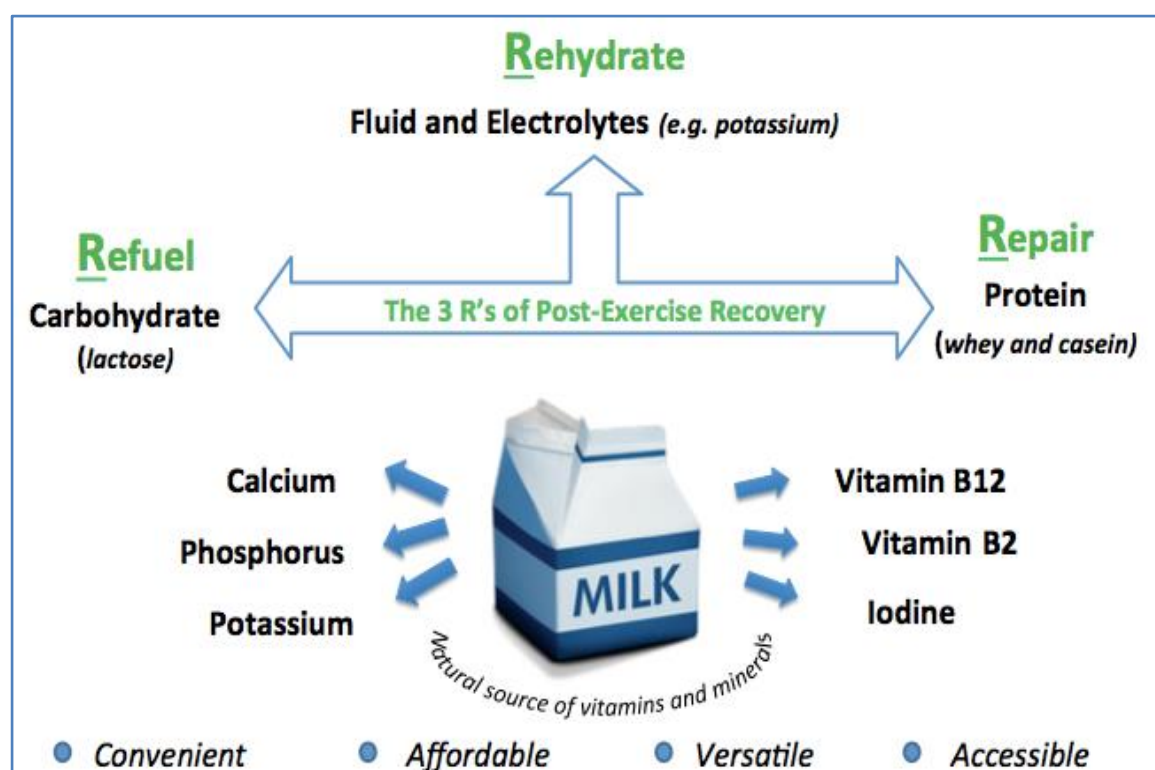 Rehydrate
Fluid and Electrolytes (e.g. potassium)
Refuel
Carbohydrate
(lactose)
The 3 R's of Post-Exercise Recovery
Repair
Protein
(whey and casein)
Calcium
Phosphorus
Potassium
MILK
Vitamin B12
Vitamin B2
Iodine
Natural source of vitamins and minerals
Convenient
Affordable
Versatile
Accessible